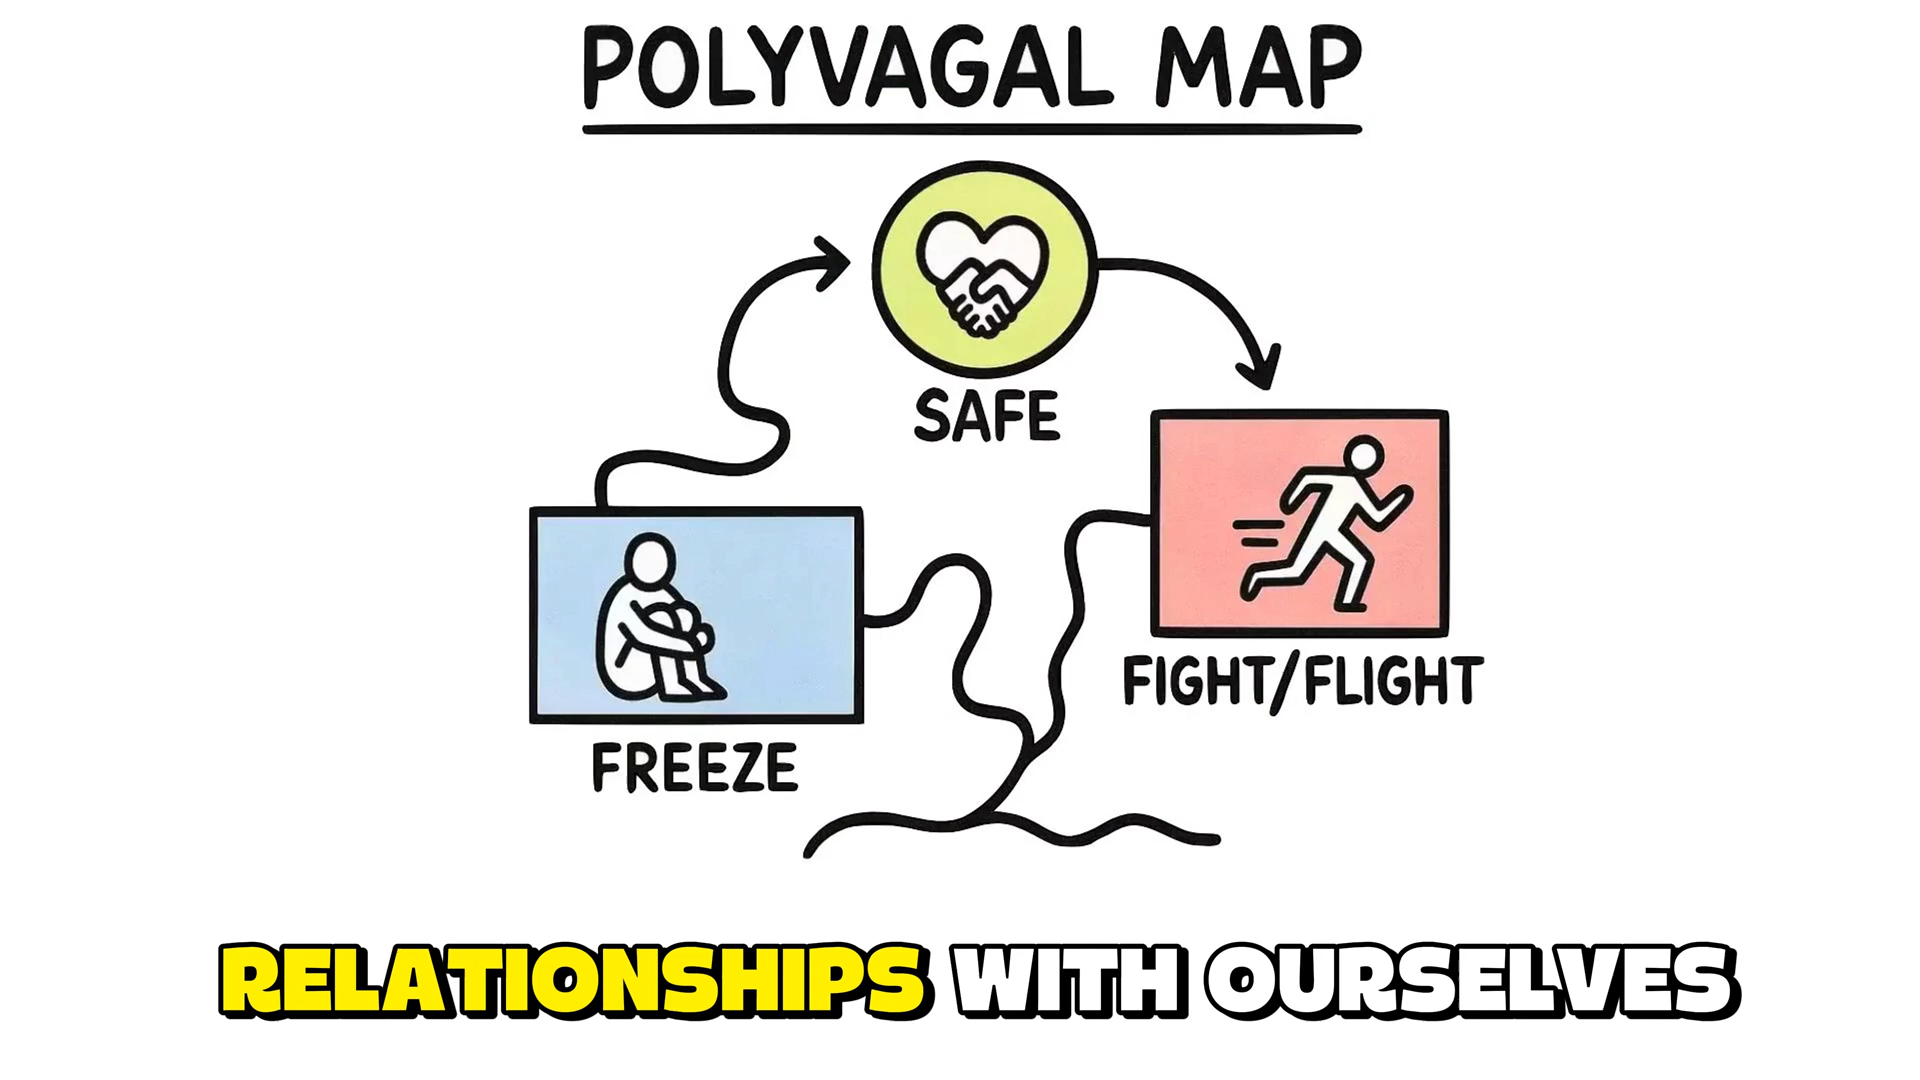 POLYVAGAL MAP
SAFE
FIGHT/FLIGHT
FREEZE
RELATIONSHIPS WITH OURSELVES